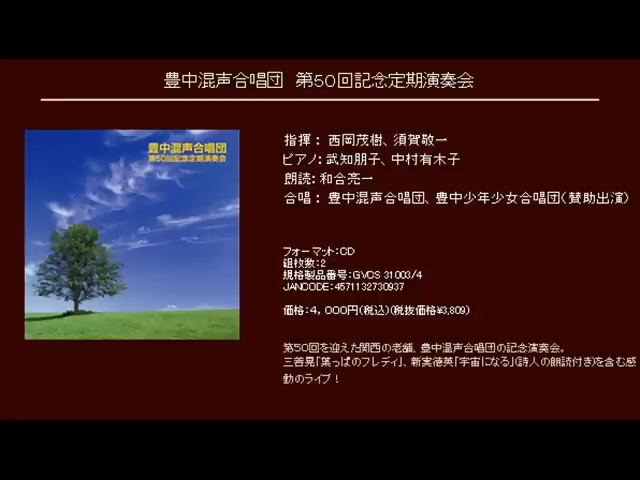 豊中混声合唱団 第50回記念定期演奏会
豊中混声合唱団
第50回記念定期演奏会
指揮：西岡茂樹、須賀敬一
ピアノ：武知朋子、中村有木子
朗読：和合亮一
合唱：豊中混声合唱団、豊中少年少女合唱団（賛助出演）
フォーマット：CD
組枚数：2
規格製品番号：GVCS 31003/4
JANCODE：4571132730937
価格：4，000円（税込）（税抜価格¥3,809）
第50回を迎えた関西の老舗、豊中混声合唱団の記念演奏会。
三善晃「葉っぱのフレディ」、新実徳英「宇宙になる」（詩人の朗読付き）を含む感
動のライブ！